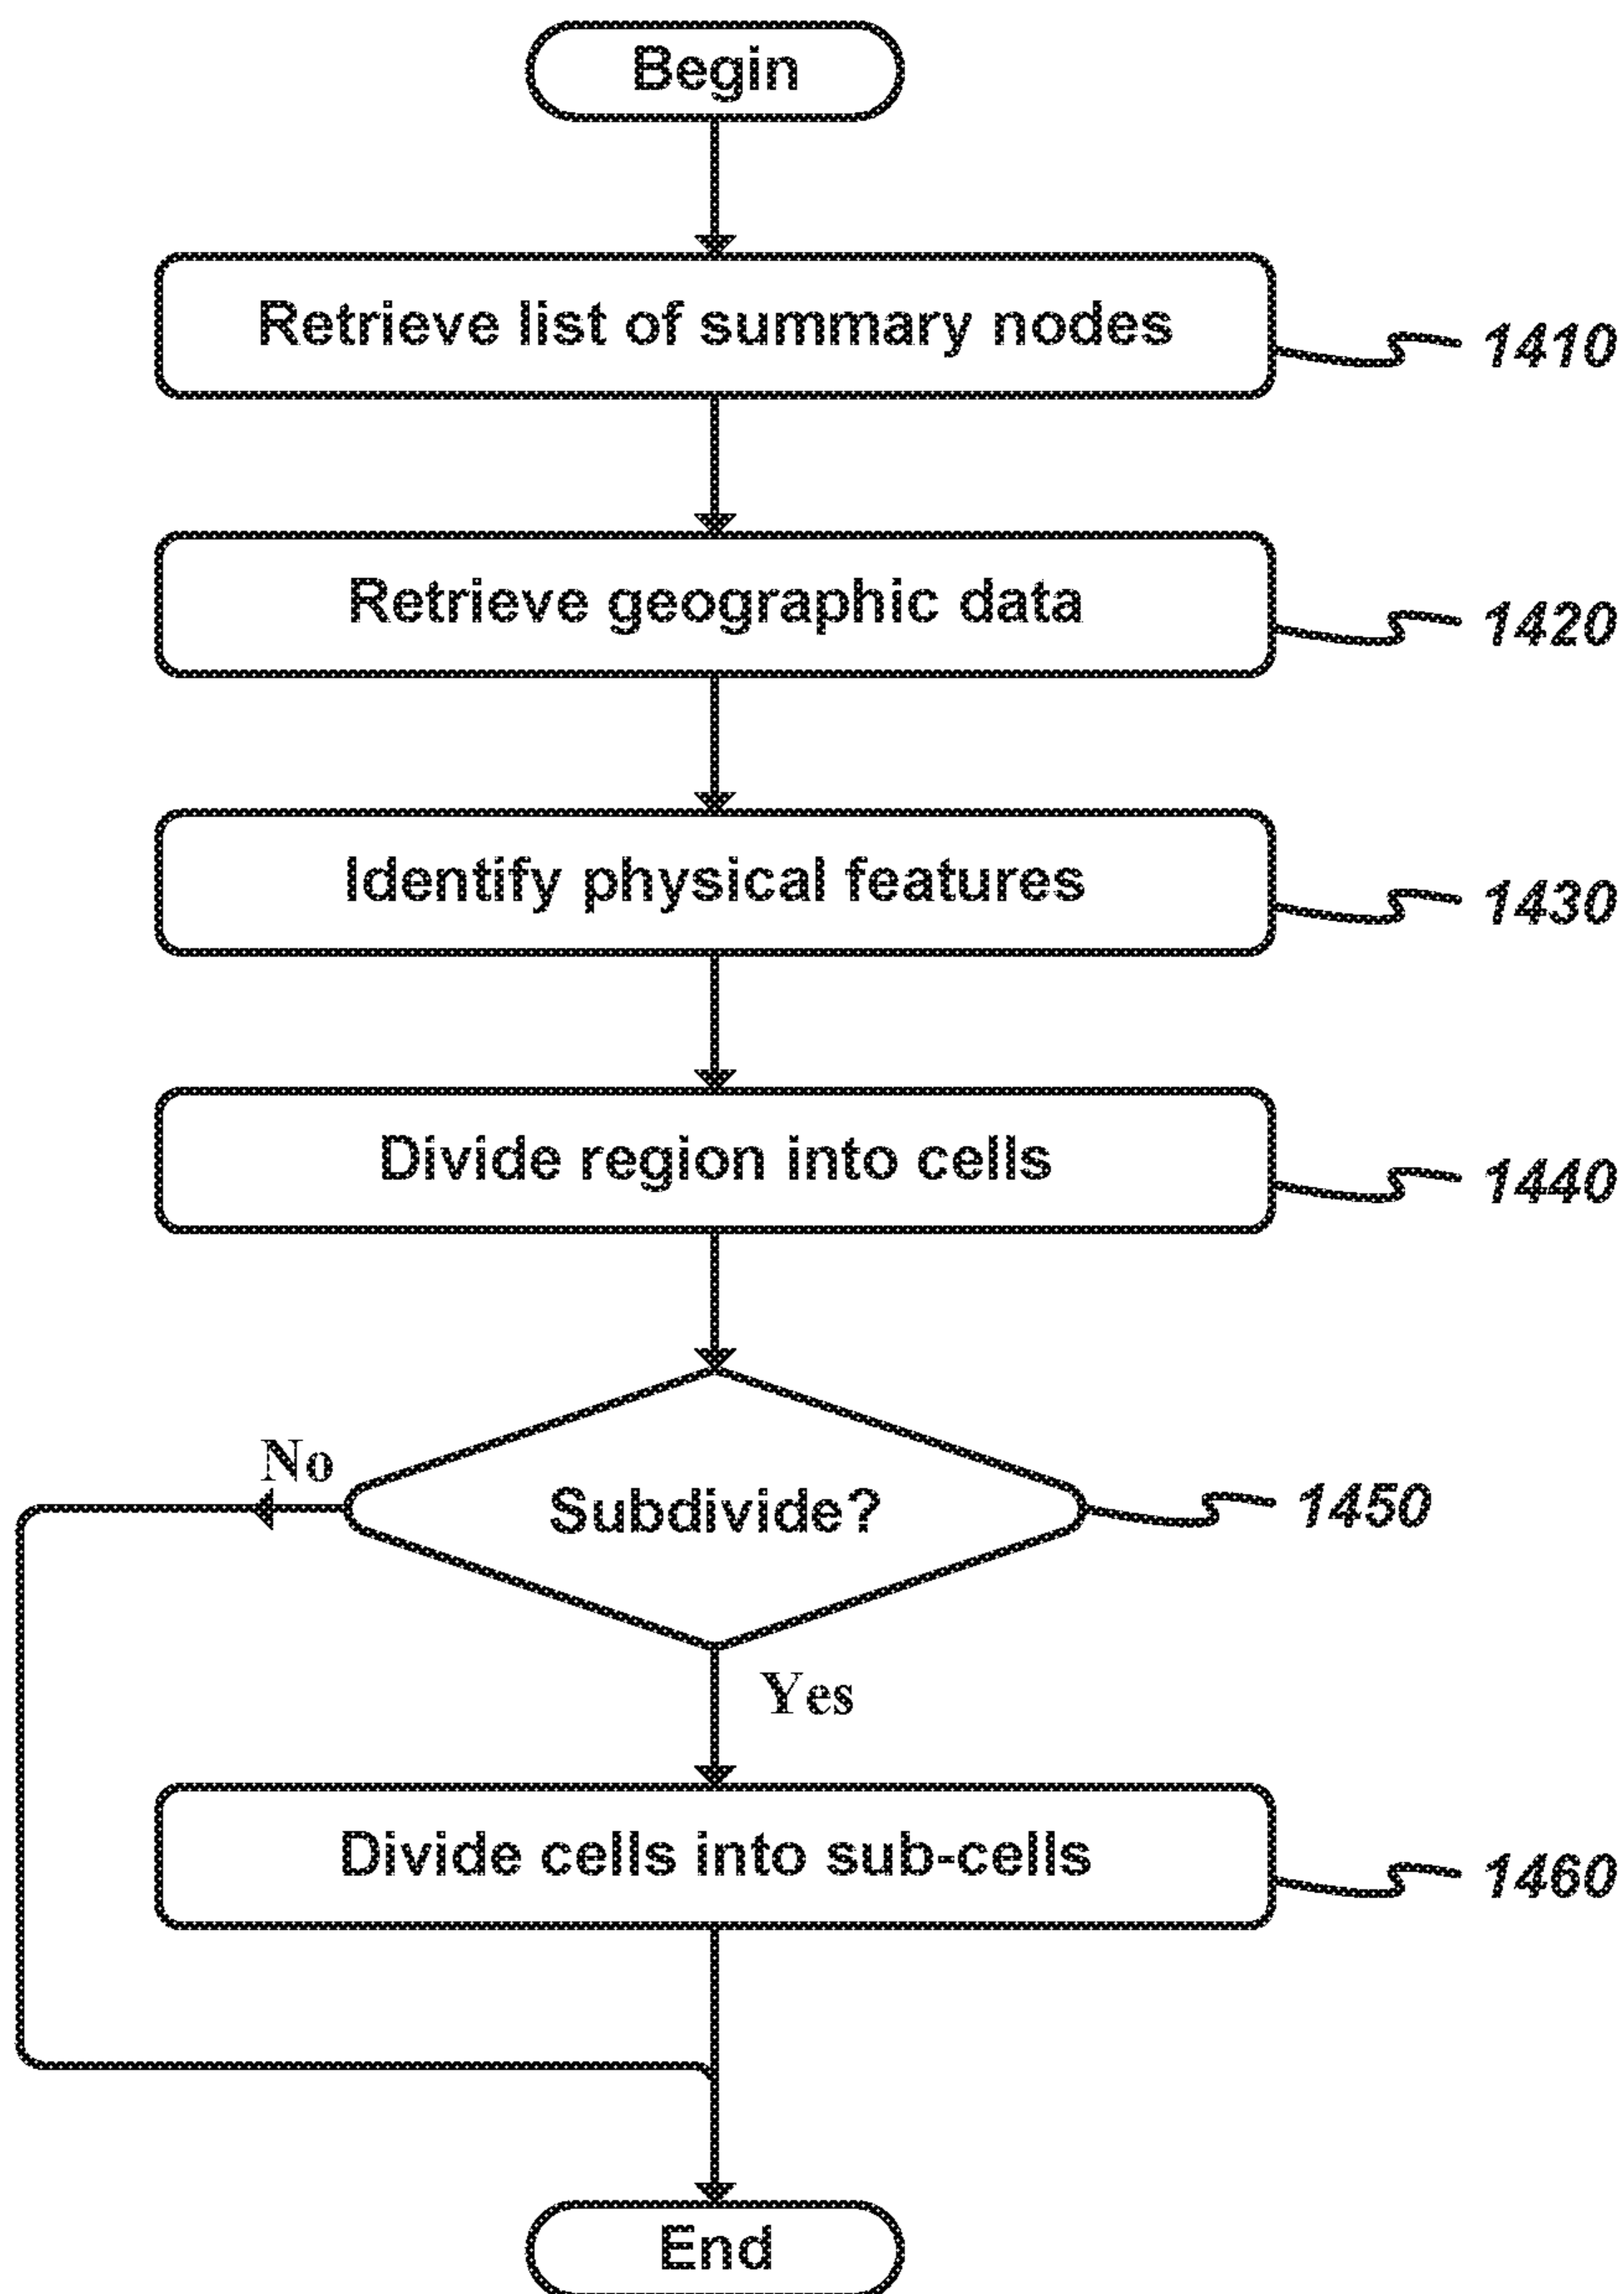 Begin
Retrieve list of summary nodes
1410
Retrieve geographic data
1420
Identify physical features
1430
Divide region into cells
1440
No
Subdivide?
1450
Yes
Divide cells into sub-cells
1460
End